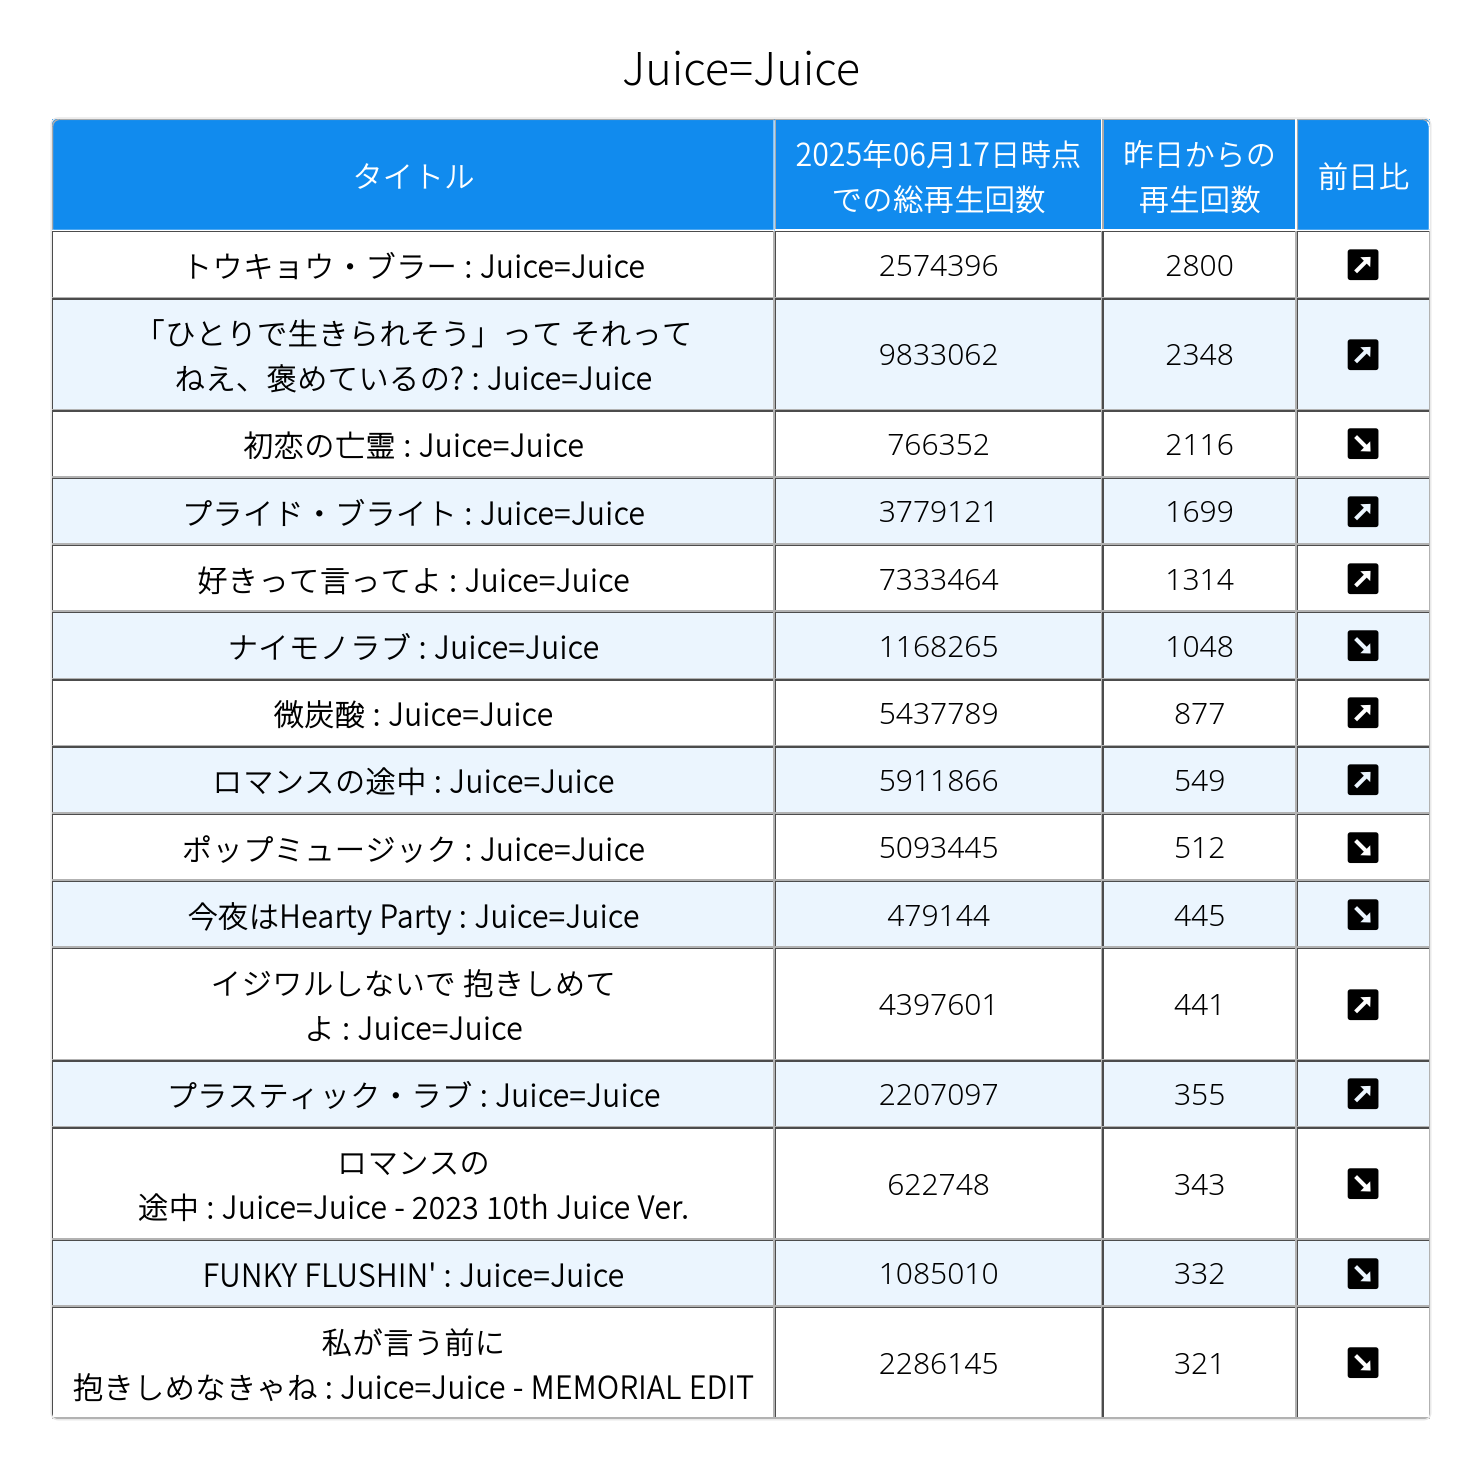 Juice=Juice
タイトル
2025年06月17日時点
での総再生回数
昨日からの
再生回数
前日比
トウキョウ・ブラー : Juice=Juice
2574396
2800
「ひとりで生きられそう」って それって
ねえ、褒めているの? : Juice=Juice
9833062
2348
初恋の亡霊 : Juice=Juice
766352
2116
プライド・ブライト : Juice=Juice
3779121
1699
好きって言ってよ : Juice=Juice
7333464
1314
ナイモノラブ : Juice=Juice
1168265
1048
微炭酸 : Juice=Juice
5437789
877
ロマンスの途中 : Juice=Juice
5911866
549
ポップミュージック : Juice=Juice
5093445
512
今夜はHearty Party : Juice=Juice
479144
445
イジワルしないで 抱きしめて
よ : Juice=Juice
4397601
441
プラスティック・ラブ : Juice=Juice
2207097
355
ロマンスの
途中 : Juice=Juice - 2023 10th Juice Ver.
622748
343
FUNKY FLUSHIN' : Juice=Juice
1085010
332
私が言う前に
抱きしめなきゃね : Juice=Juice - MEMORIAL EDIT
2286145
321